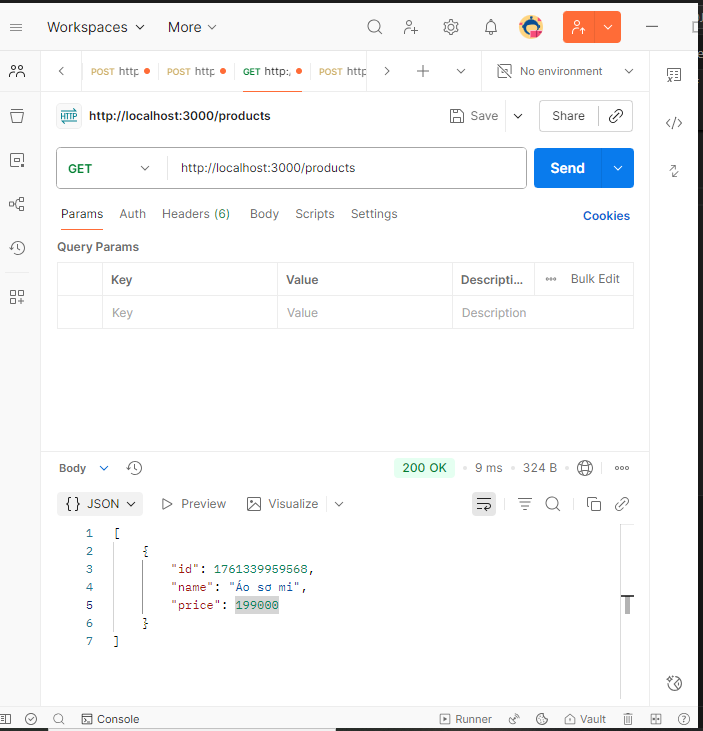 Workspaces More
POST http POST http GET http:, POST http No environment
HTTP http://localhost:3000/products Save Share
GET http://localhost:3000/products Send
Params Auth Headers (6) Body Scripts Settings Cookies
Query Params
Key Value Descripti... Bulk Edit
Key Value Description
Body 200 OK 9 ms 324 B
{} JSON Preview Visualize
1 [
2 {
3 "id": 1761339959568,
4 "name": "Áo sơ mi",
5 "price": 199000
6 }
7 ]
Console Runner Vault